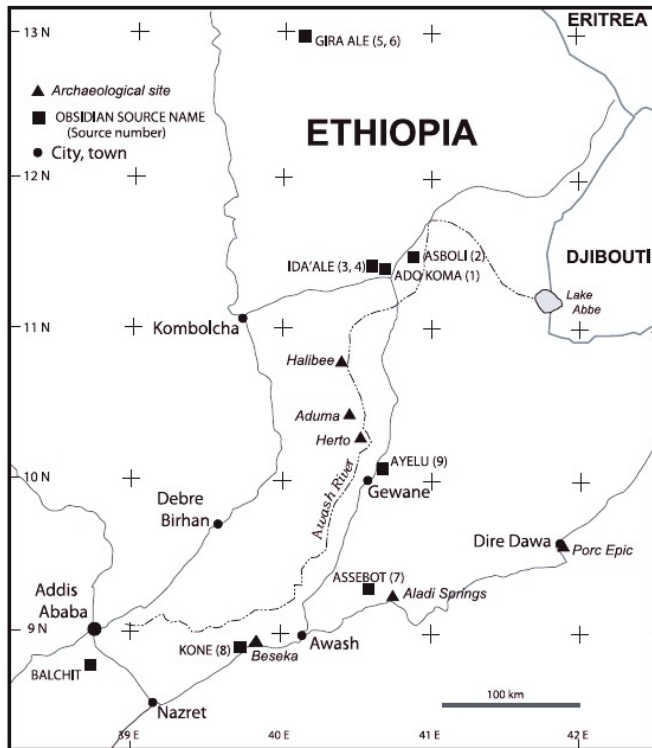 13 N
ERITREA
GIRA ALE (5, 6)
Archaeological site
OBSIDIAN SOURCE NAME
(Source number)
City, town
ETHIOPIA
12 N
ASBOLI (2)
IDA'ALE (3, 4)
ADO KOMA (1)
DJIBOUTI
Lake
Abbe
11 N
Kombolcha
Halibee
Aduma
Herto
AYELU (9)
10 N
Gewane
Awash River
Debre
Birhan
Dire Dawa
Porc Epic
ASSEBOT (7)
Aladi Springs
Addis
Ababa
9 N
Awash
KONE (8)
Beseka
BALCHIT
100 km
Nazret
39 E
40 E
41 E
42 E